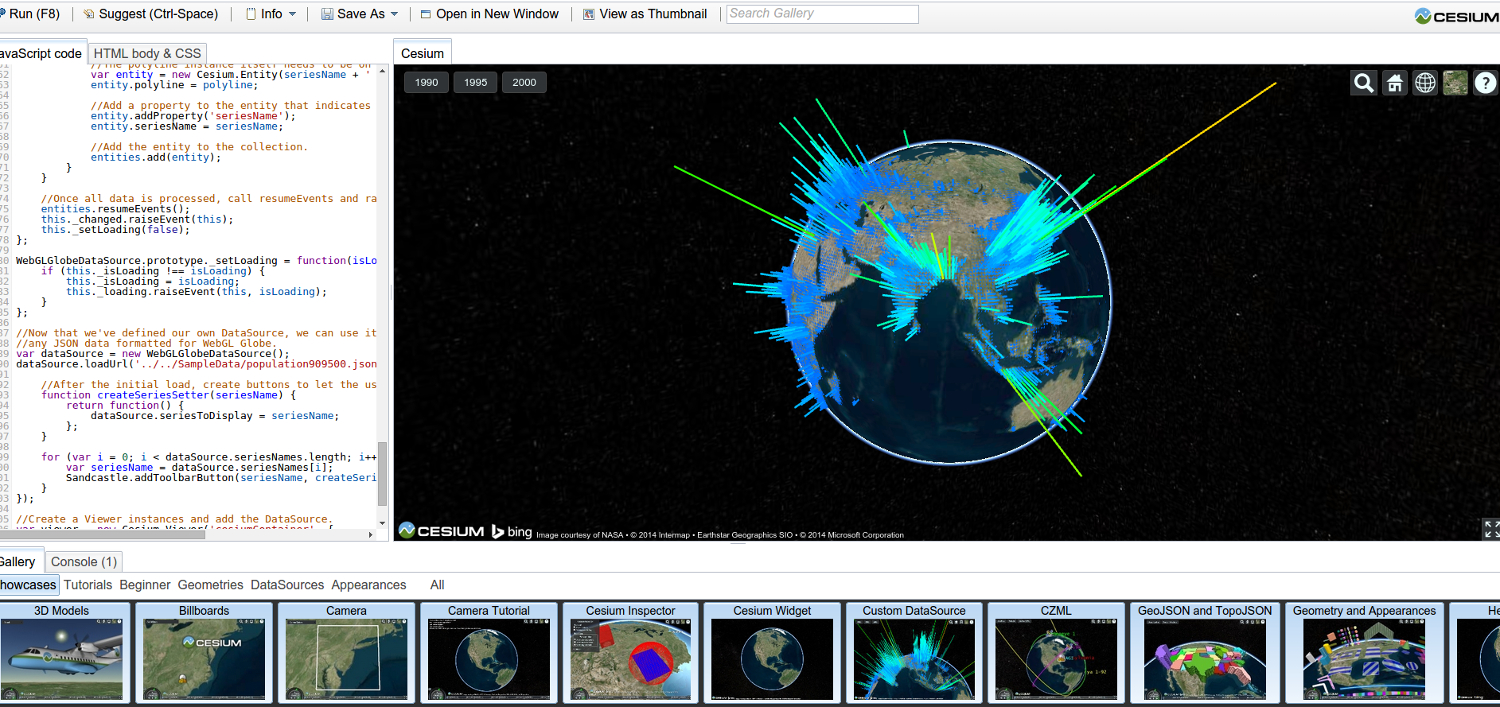 Run (F8)
Suggest (Ctrl-Space)
Info
Save As
Open in New Window
View as Thumbnail
Search Gallery
CESIUM
JavaScript code
HTML body & CSS
Cesium
var entity = new Cesium.Entity(seriesName + '
entity.polyline = polyline;
//Add a property to the entity that indicates
entity.addProperty('seriesName');
entity.seriesName = seriesName;
//Add the entity to the collection.
entities.add(entity);
}
}
//Once all data is processed, call resumeEvents and ra
entities.resumeEvents();
this._changed.raiseEvent(this);
this._setLoading(false);
};
WebGLGlobeDataSource.prototype._setLoading = function(isLo
if (this._isLoading !== isLoading) {
this._isLoading = isLoading;
this._loading.raiseEvent(this, isLoading);
}
};
//Now that we've defined our own DataSource, we can use it
//any JSON data formatted for WebGL Globe.
var dataSource = new WebGLGlobeDataSource();
dataSource.loadUrl('../../SampleData/population909500.json
//After the initial load, create buttons to let the us
function createSeriesSetter(seriesName) {
return function() {
dataSource.seriesToDisplay = seriesName;
};
}
for (var i = 0; i < dataSource.seriesNames.length; i++
var seriesName = dataSource.seriesNames[i];
Sandcastle.addToolbarButton(seriesName, createSeri
}
});
//Create a Viewer instances and add the DataSource.
1990
1995
2000
?
CESIUM
bing
Image courtesy of NASA • © 2014 Intermap • Earthstar Geographics SIO • © 2014 Microsoft Corporation
Gallery
Console (1)
howcases
Tutorials
Beginner
Geometries
DataSources
Appearances
All
3D Models
Billboards
Camera
Camera Tutorial
Cesium Inspector
Cesium Widget
Custom DataSource
CZML
GeoJSON and TopoJSON
Geometry and Appearances
He
CESIUM